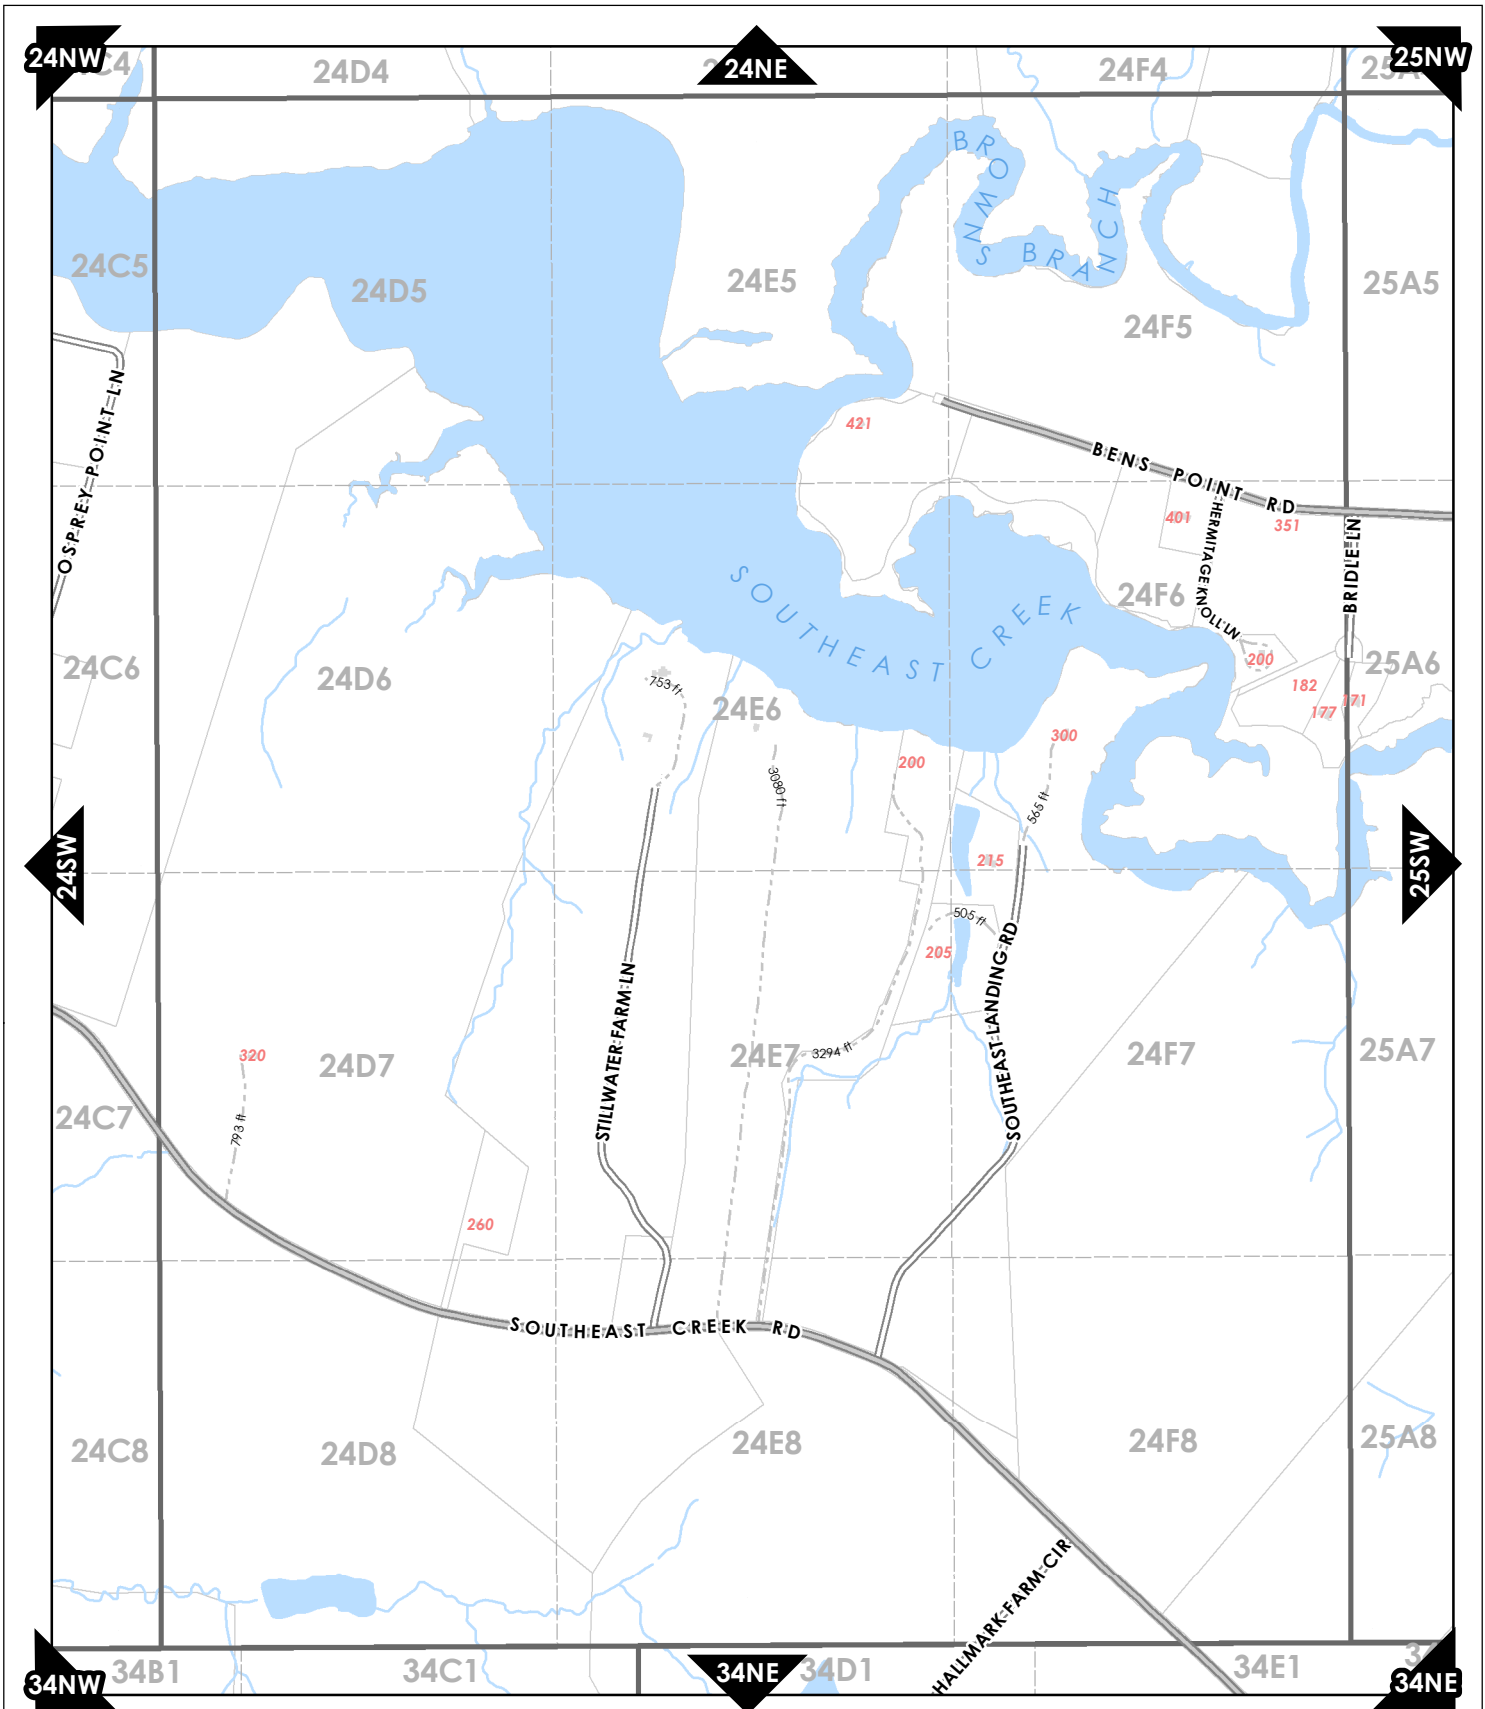 24NW
C4
24D4
24NE
24F4
25A
25NW
BROWNS BRANCH
24C5
24D5
24E5
24F5
25A5
OSPREY POINT LN
421
BENS POINT RD
401
HERMITAGE KNOLL LN
351
BRIDLE LN
SOUTHEAST CREEK
24F6
24C6
24D6
24E6
25A6
753 ft
200
182
171
177
300
200
3080 ft
565 ft
24SW
25SW
215
505 ft
205
STILLWATER FARM LN
SOUTHEAST LANDING RD
320
24D7
24E7
3294 ft
24F7
25A7
24C7
793 ft
260
SOUTHEAST CREEK RD
24C8
24D8
24E8
24F8
25A8
HALLMARK FARM CIR
34NW
34B1
34C1
34NE
34D1
34E1
3
34NE